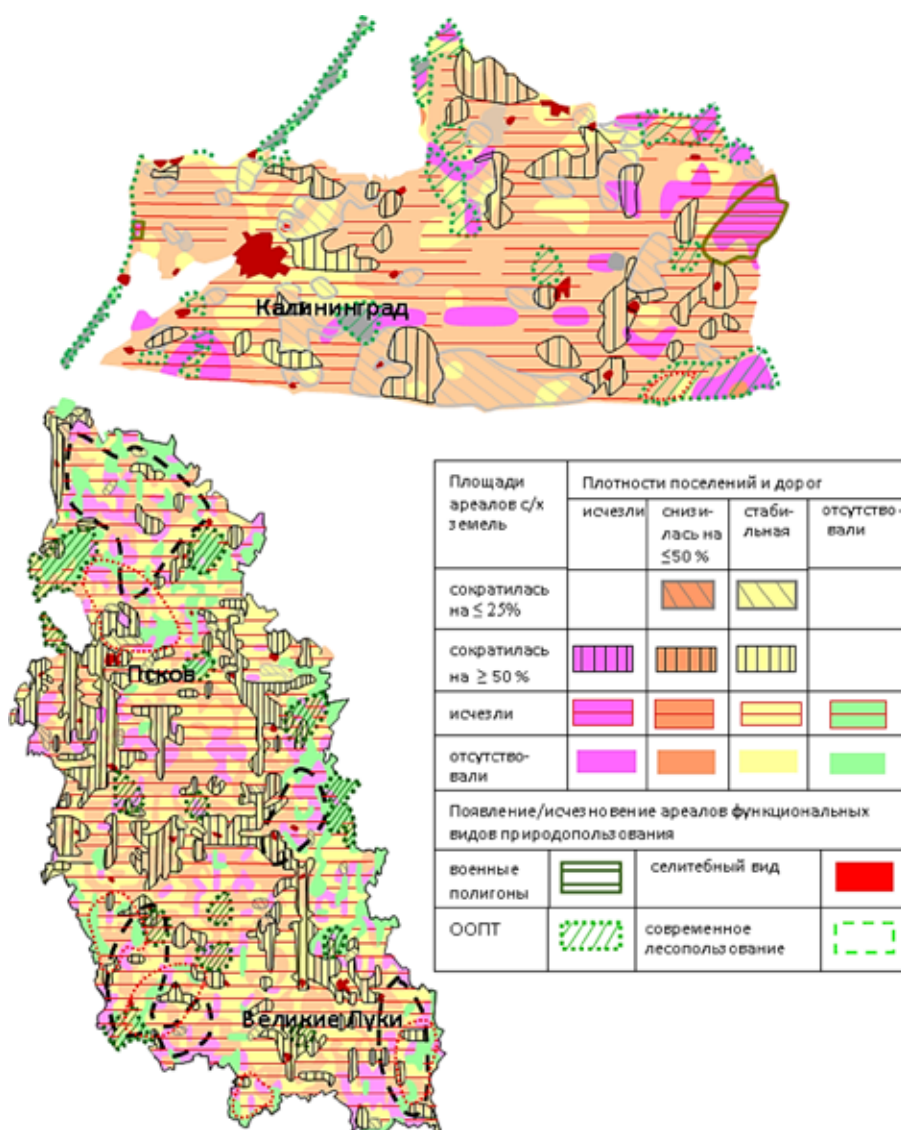 Калининград
Псков
Великие Луки
Площади ареалов с/х земель
Плотности поселений и дорог
исчезли
снизи-
лась на
≤50 %
стаби-
льная
отсутство-
вали
сократилась
на ≤ 25%
сократилась
на ≥ 50 %
исчезли
отсутство-
вали
Появление/исчезновение ареалов функциональных
видов природопользования
военные
полигоны
селитебный вид
ООПТ
современное
лесопользование